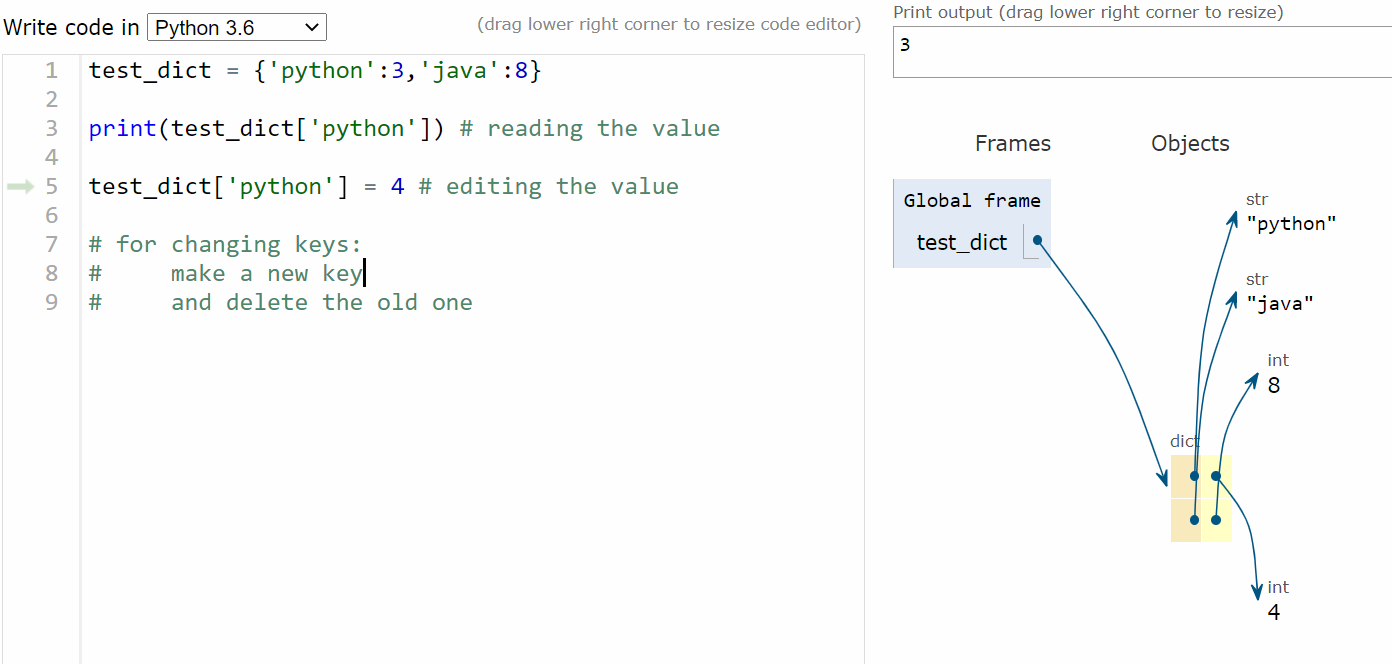 Write code in Python 3.6
(drag lower right corner to resize code editor)
1 test_dict = {'python':3,'java':8}
2
3 print(test_dict['python']) # reading the value
4
5 test_dict['python'] = 4 # editing the value
6
7 # for changing keys:
8 #     make a new key
9 #     and delete the old one
Print output (drag lower right corner to resize)
3
Frames Objects
Global frame
test_dict
str
"python"
str
"java"
int
8
dict
int
4